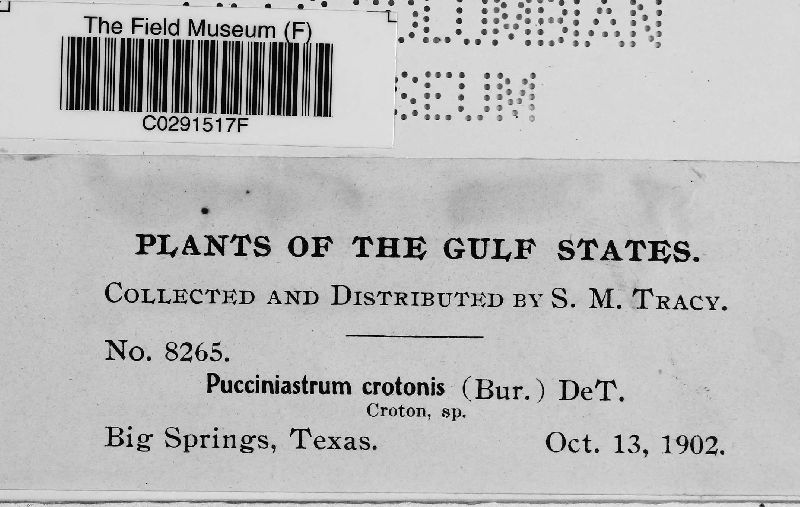 The Field Museum (F)
C0291517F
SEUM
PLANTS OF THE GULF STATES.
COLLECTED AND DISTRIBUTED BY S. M. TRACY.
No. 8265.
Pucciniastrum crotonis (Bur.) DeT.
Croton, sp.
Big Springs, Texas.
Oct. 13, 1902.